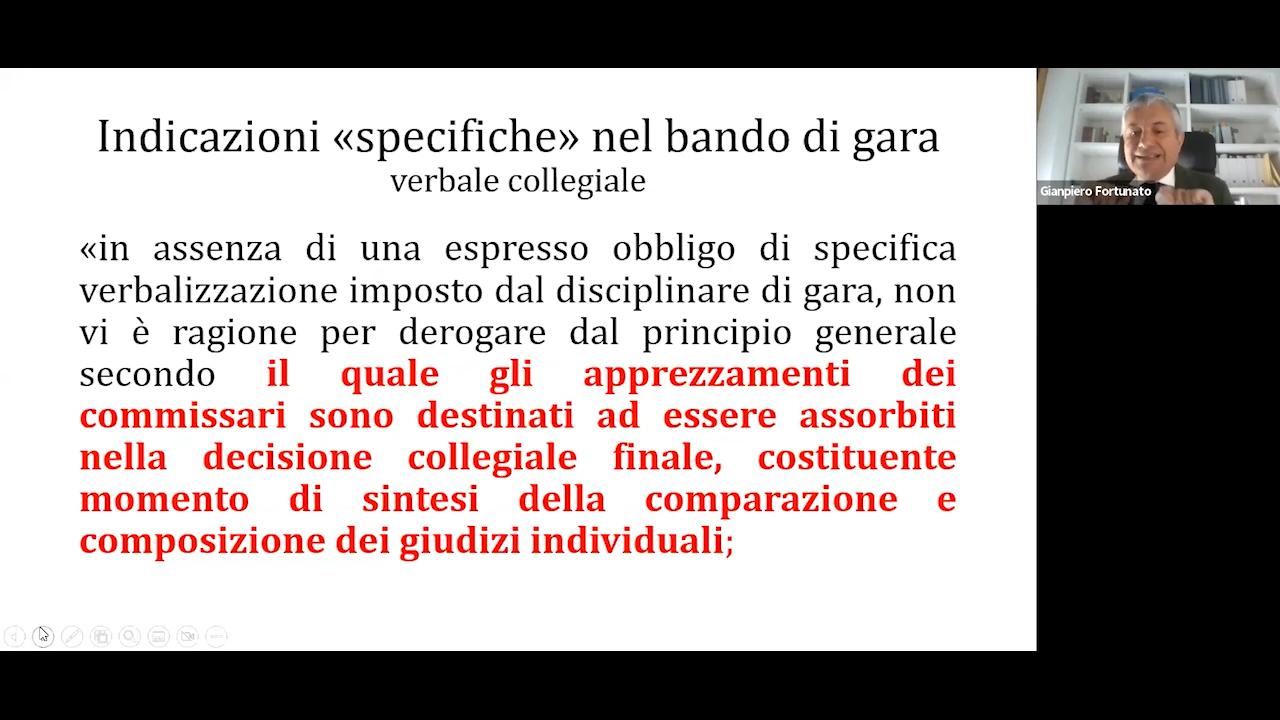 Indicazioni «specifiche» nel bando di gara
verbale collegiale
«in assenza di una espresso obbligo di specifica
verbalizzazione imposto dal disciplinare di gara, non
vi è ragione per derogare dal principio generale
secondo il quale gli apprezzamenti dei
commissari sono destinati ad essere assorbiti
nella decisione collegiale finale, costituente
momento di sintesi della comparazione e
composizione dei giudizi individuali;
Gianpiero Fortunato